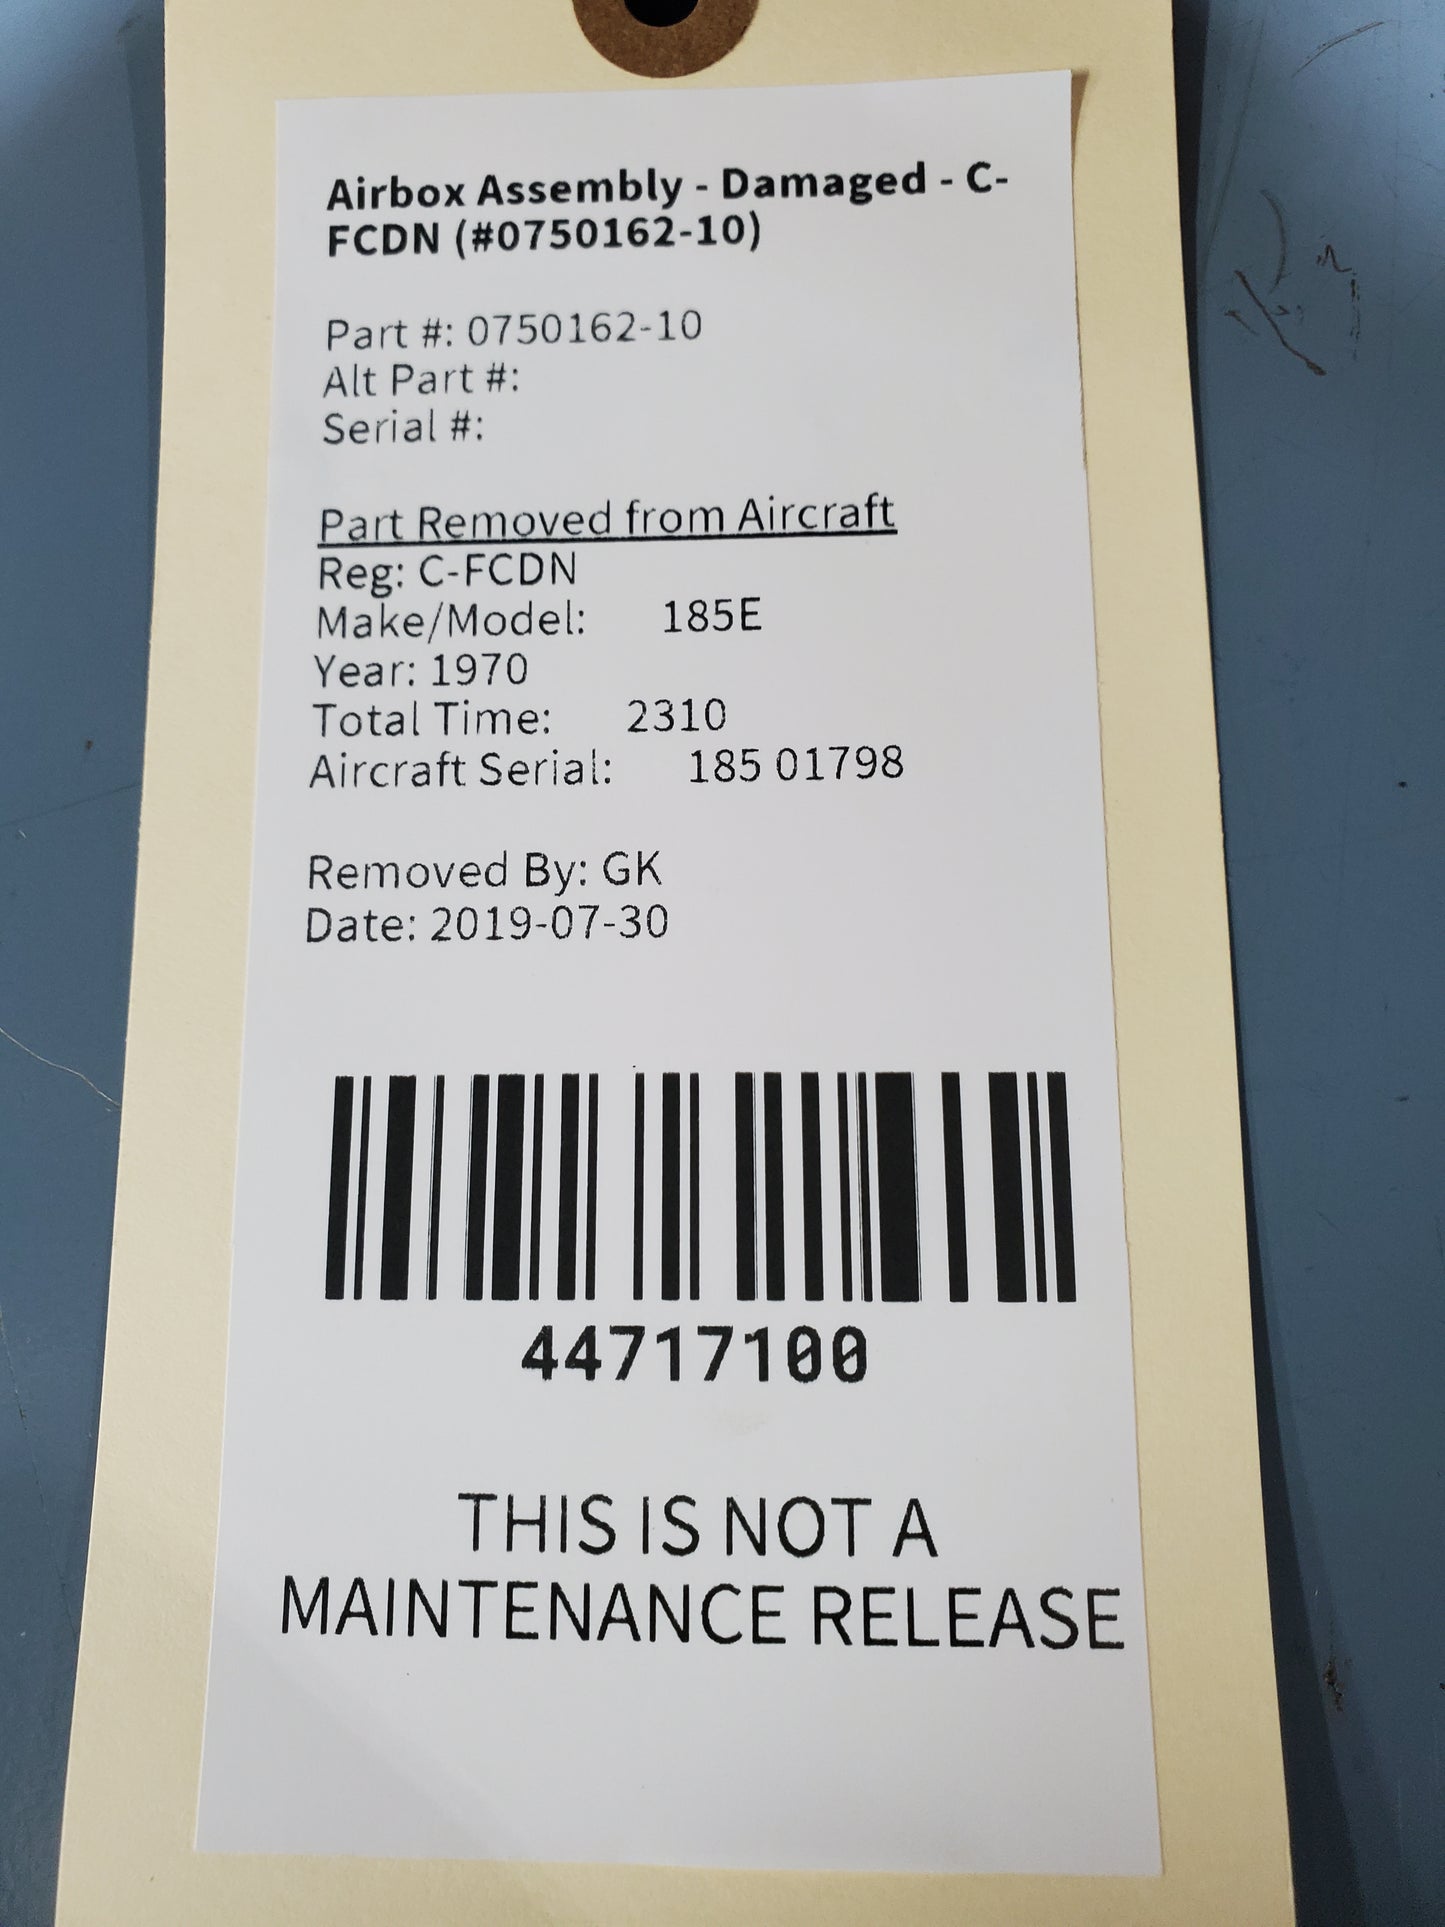 Airbox Assembly - Damaged - C-
FCDN (#0750162-10)
Part #: 0750162-10
Alt Part #:
Serial #:
Part Removed from Aircraft
Reg: C-FCDN
Make/Model: 185E
Year: 1970
Total Time: 2310
Aircraft Serial: 185 01798
Removed By: GK
Date: 2019-07-30
44717100
THIS IS NOT A
MAINTENANCE RELEASE